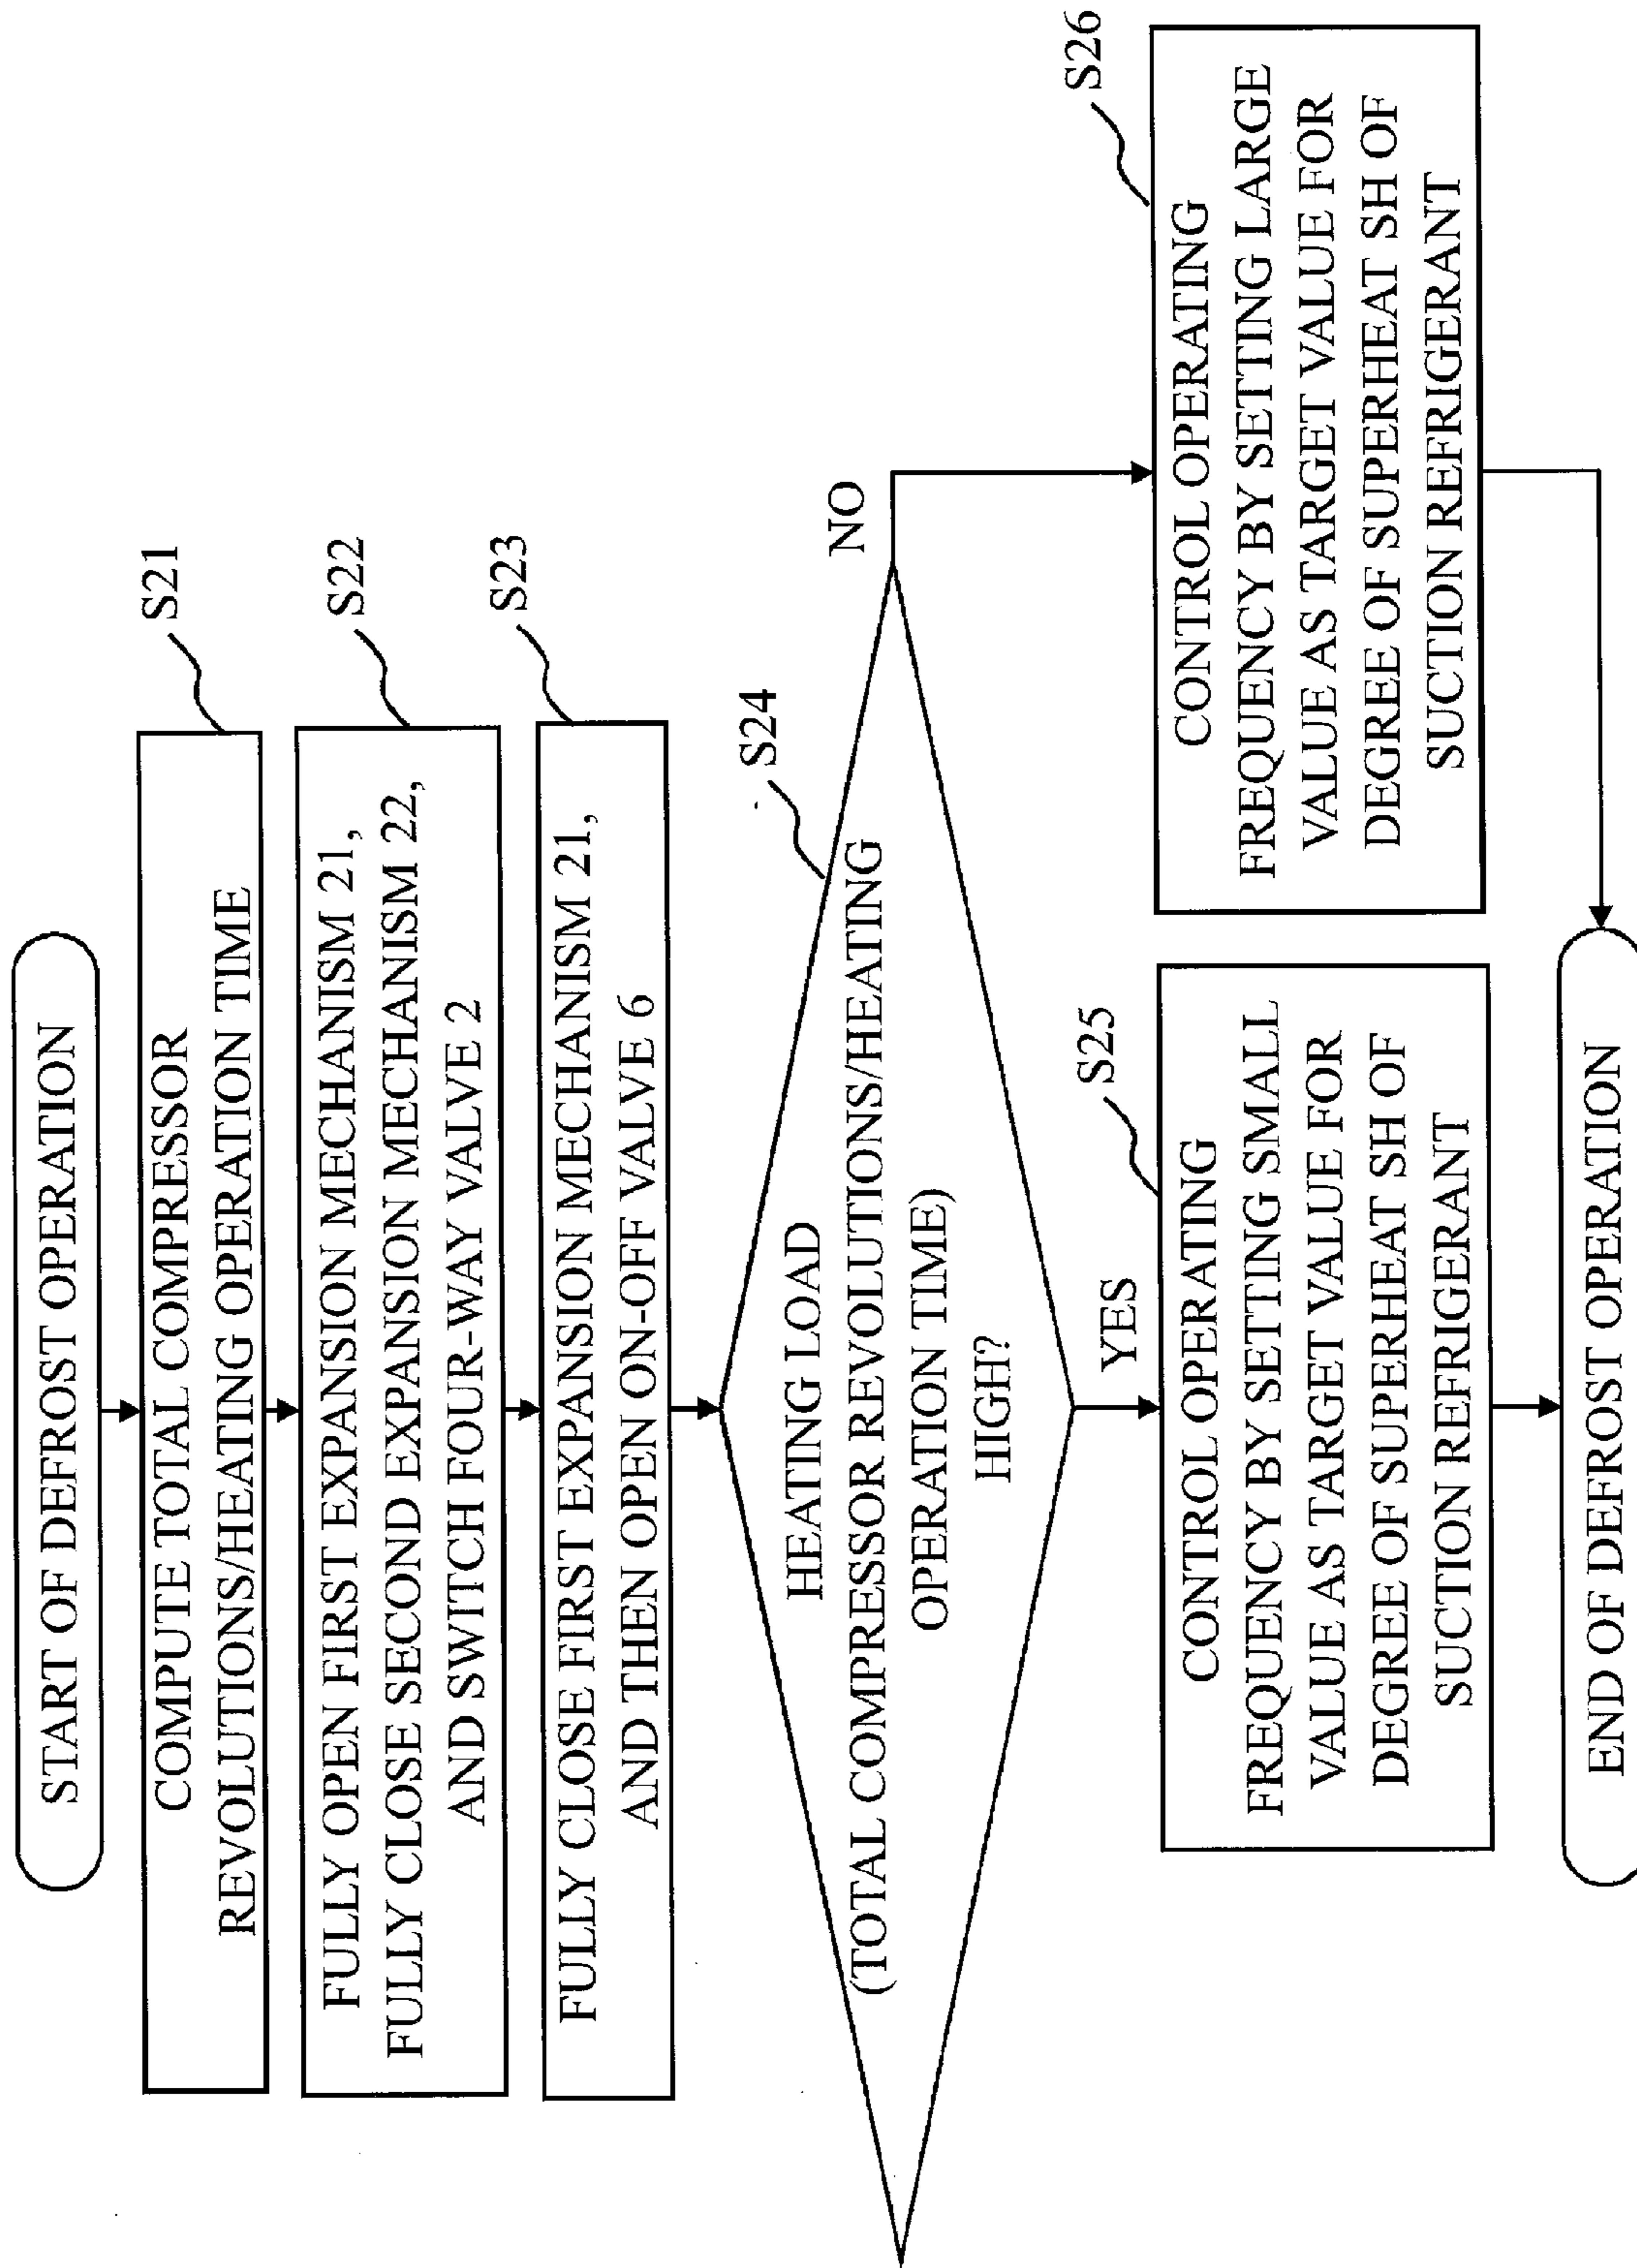 START OF DEFROST OPERATION
S21
COMPUTE TOTAL COMPRESSOR
REVOLUTIONS/HEATING OPERATION TIME
S22
FULLY OPEN FIRST EXPANSION MECHANISM 21,
FULLY CLOSE SECOND EXPANSION MECHANISM 22,
AND SWITCH FOUR-WAY VALVE 2
S23
FULLY CLOSE FIRST EXPANSION MECHANISM 21,
AND THEN OPEN ON-OFF VALVE 6
S24
HEATING LOAD
(TOTAL COMPRESSOR REVOLUTIONS/HEATING
OPERATION TIME)
HIGH?
NO
YES
S25
CONTROL OPERATING
FREQUENCY BY SETTING SMALL
VALUE AS TARGET VALUE FOR
DEGREE OF SUPERHEAT SH OF
SUCTION REFRIGERANT
S26
CONTROL OPERATING
FREQUENCY BY SETTING LARGE
VALUE AS TARGET VALUE FOR
DEGREE OF SUPERHEAT SH OF
SUCTION REFRIGERANT
END OF DEFROST OPERATION